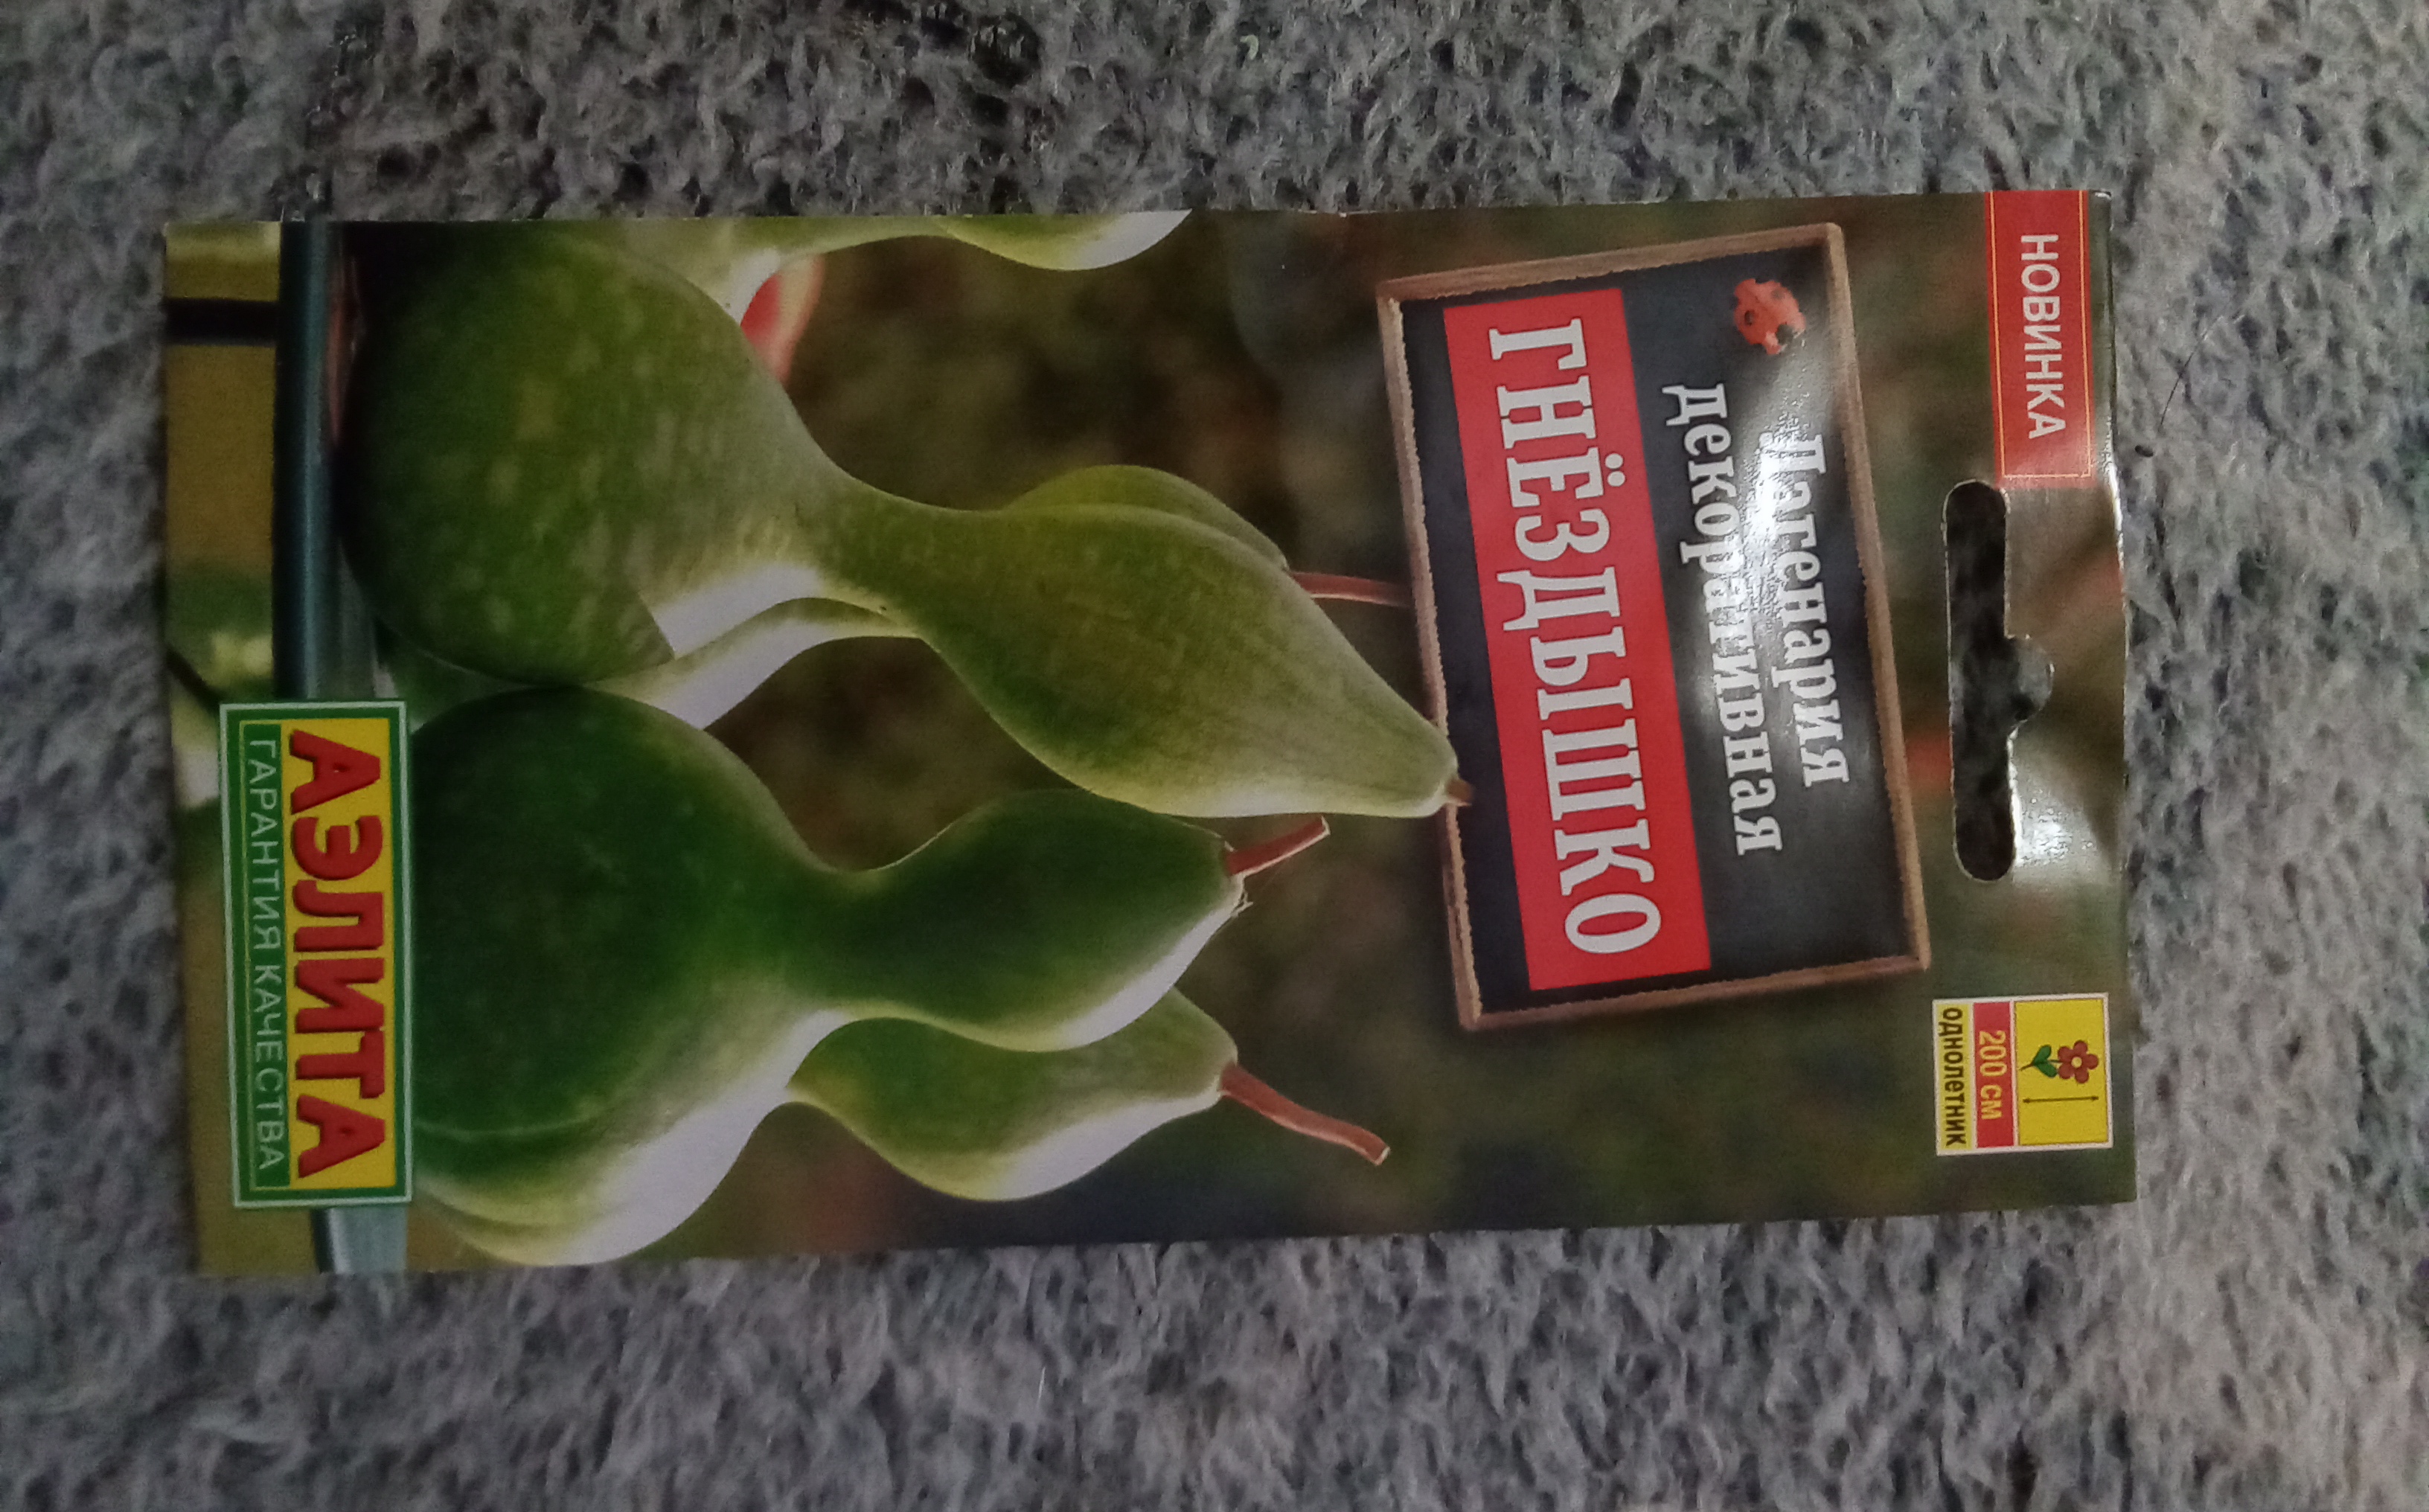 НОВИНКА
200 см
однолетник
Лагенария
декоративная
ГНЁЗДЫШКО
АЭЛИТА
ГАРАНТИЯ КАЧЕСТВА